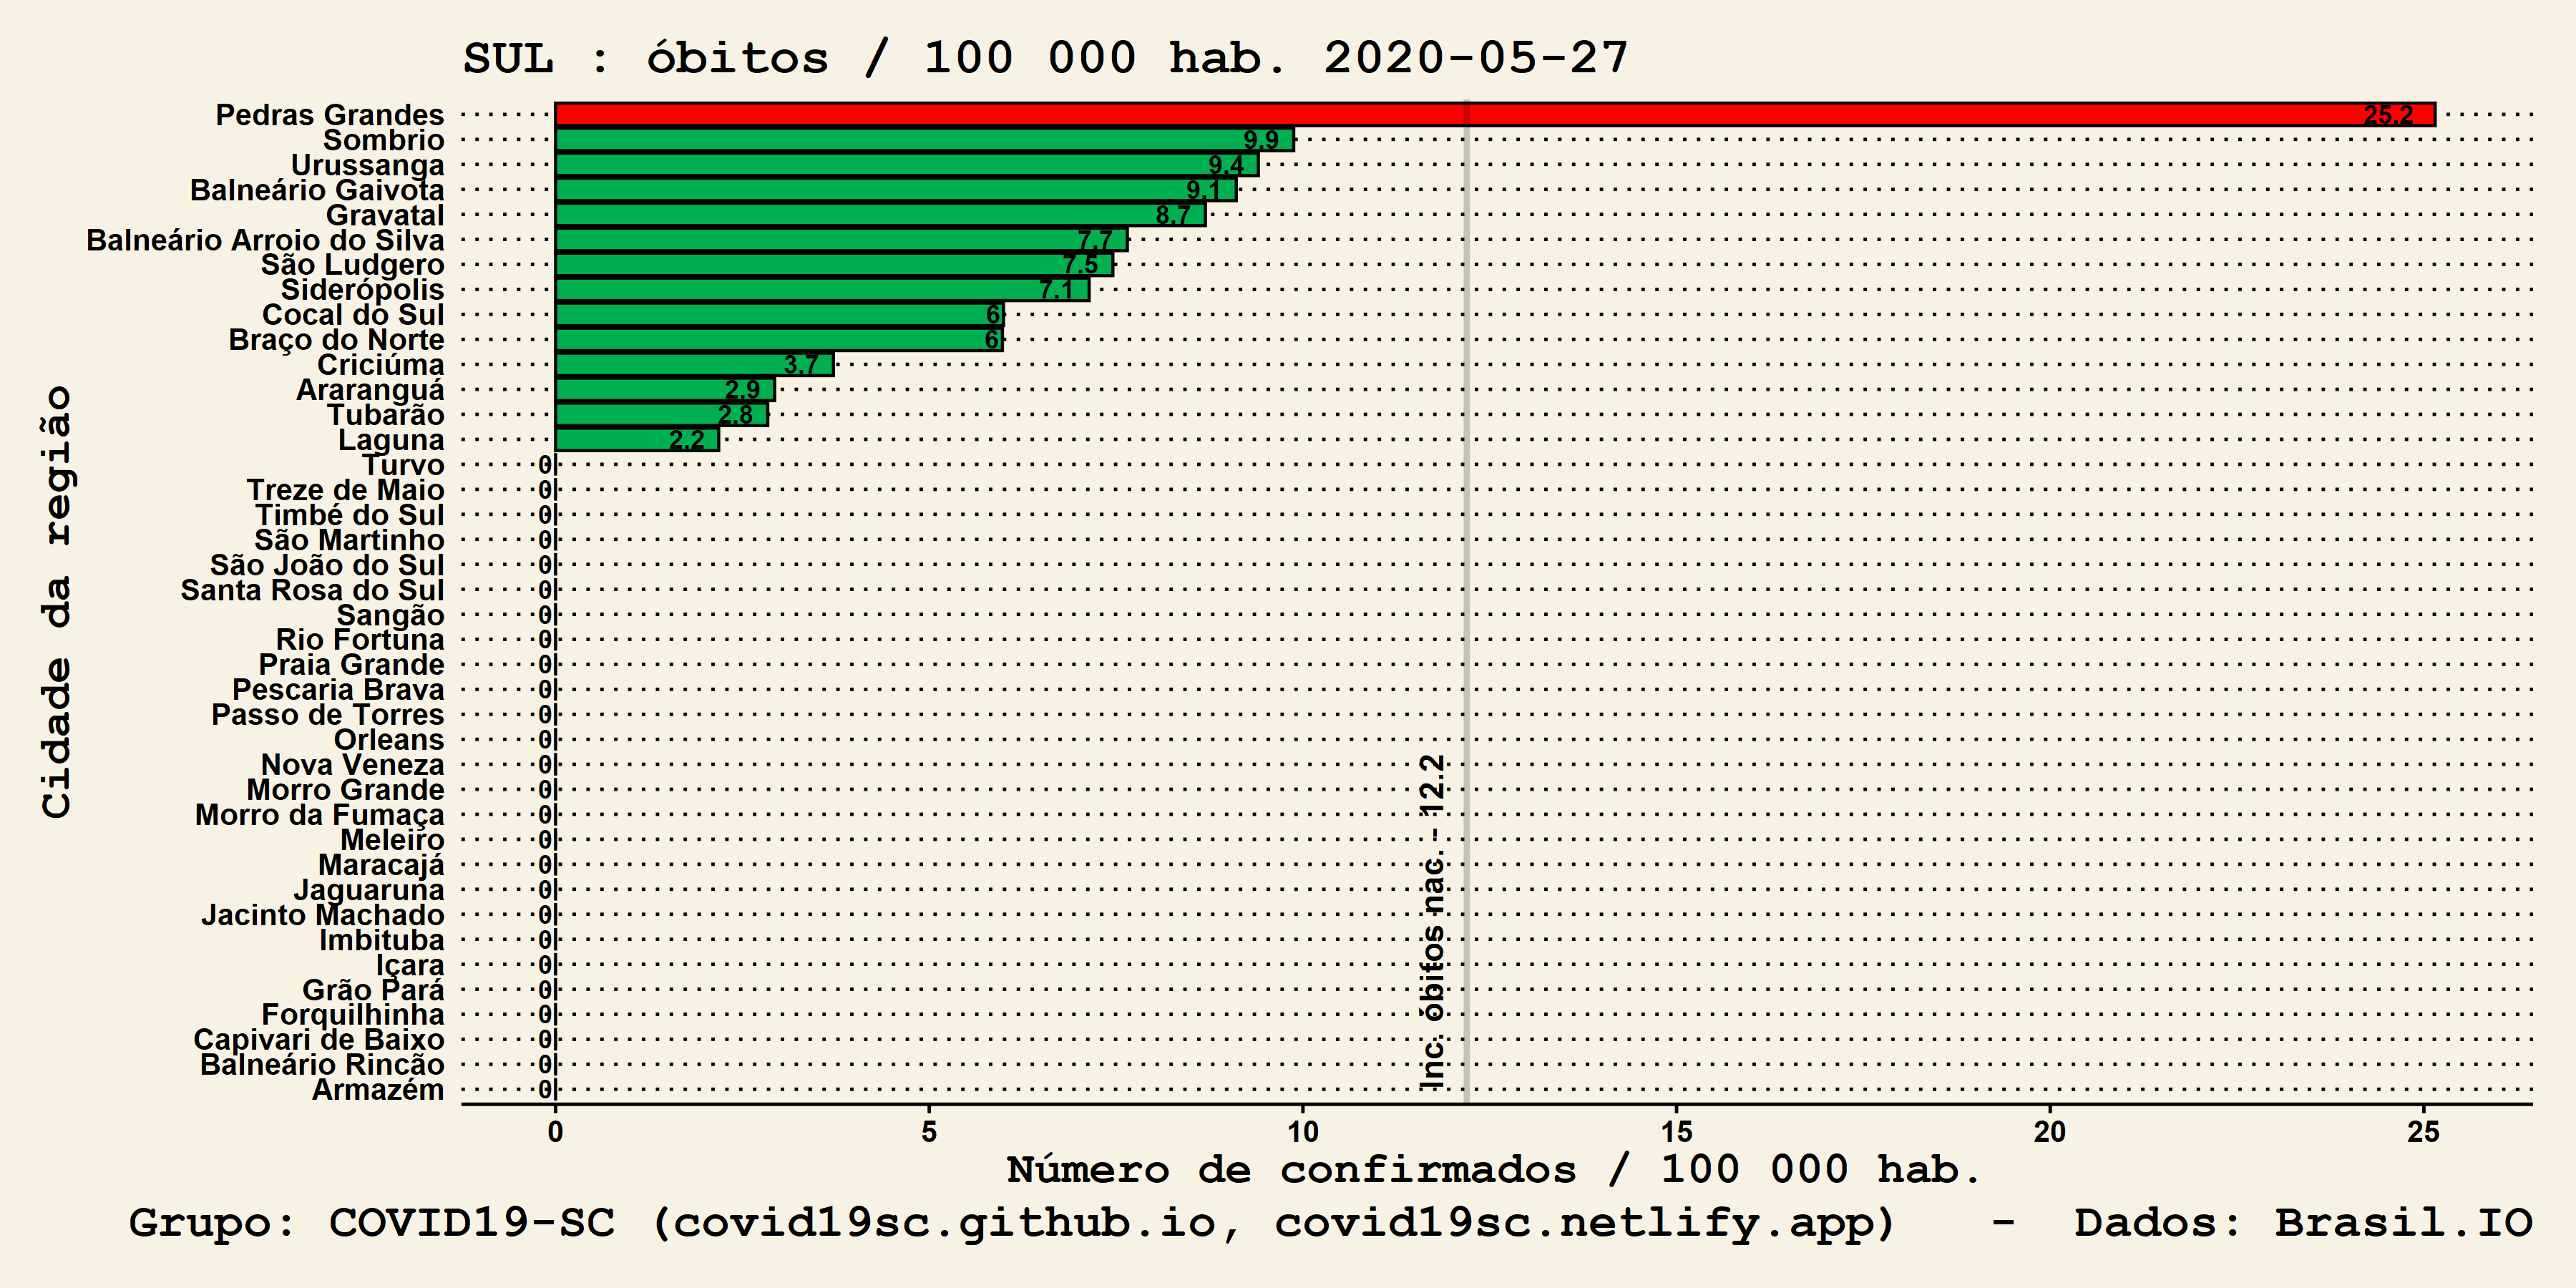 SUL : óbitos / 100 000 hab. 2020-05-27
Pedras Grandes 25.2
Sombrio 9.9
Urussanga 9.4
Balneário Gaivota 9.1
Gravatal 8.7
Balneário Arroio do Silva 7.7
São Ludgero 7.5
Siderópolis 7.1
Cocal do Sul 6
Braço do Norte 6
Criciúma 3.7
Araranguá 2.9
Tubarão 2.8
Laguna 2.2
Turvo 0
Treze de Maio 0
Timbé do Sul 0
São Martinho 0
São João do Sul 0
Santa Rosa do Sul 0
Sangão 0
Rio Fortuna 0
Praia Grande 0
Pescaria Brava 0
Passo de Torres 0
Orleans 0
Nova Veneza 0
Morro Grande 0
Morro da Fumaça 0
Meleiro 0
Maracajá 0
Jaguaruna 0
Jacinto Machado 0
Imbituba 0
Içara 0
Grão Pará 0
Forquilhinha 0
Capivari de Baixo 0
Balneário Rincão 0
Armazém 0
Cidade da região
Inc. óbitos nac. - 12.2
0 5 10 15 20 25
Número de confirmados / 100 000 hab.
Grupo: COVID19-SC (covid19sc.github.io, covid19sc.netlify.app) - Dados: Brasil.IO